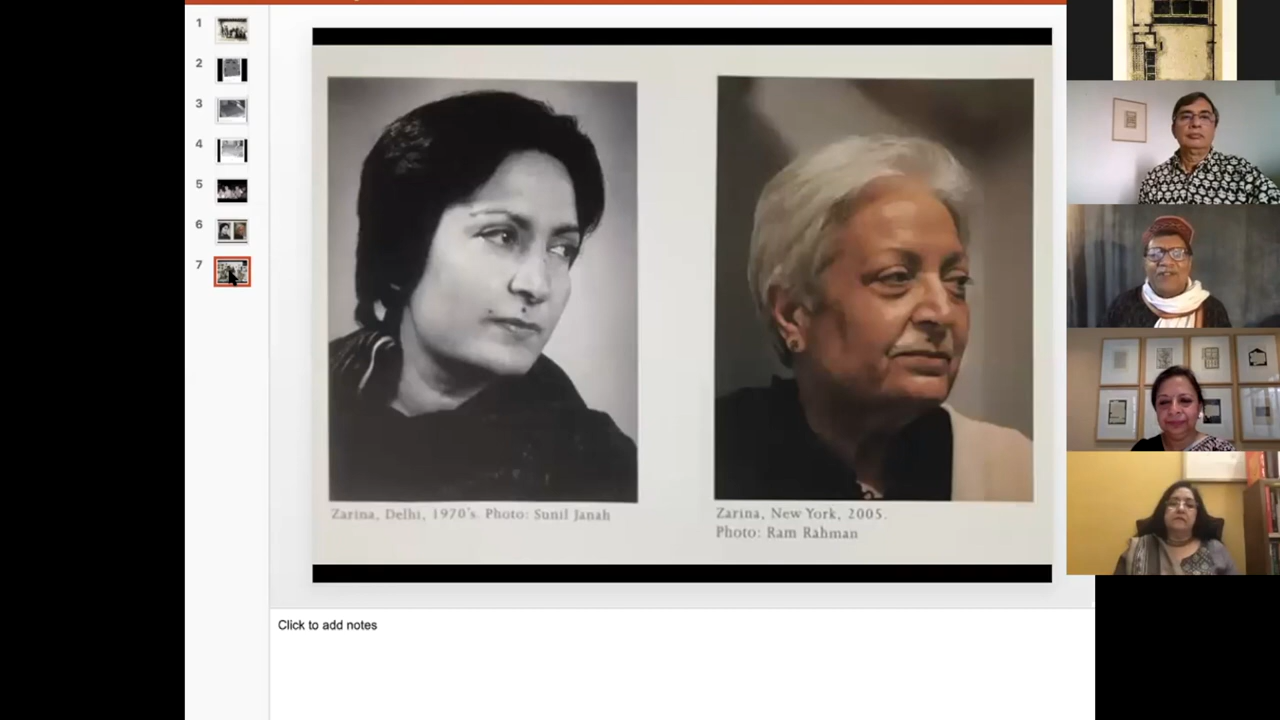 1
2
3
4
5
6
7
Zarina, Delhi, 1970's. Photo: Sunil Janah
Zarina, New York, 2005.
Photo: Ram Rahman
Click to add notes